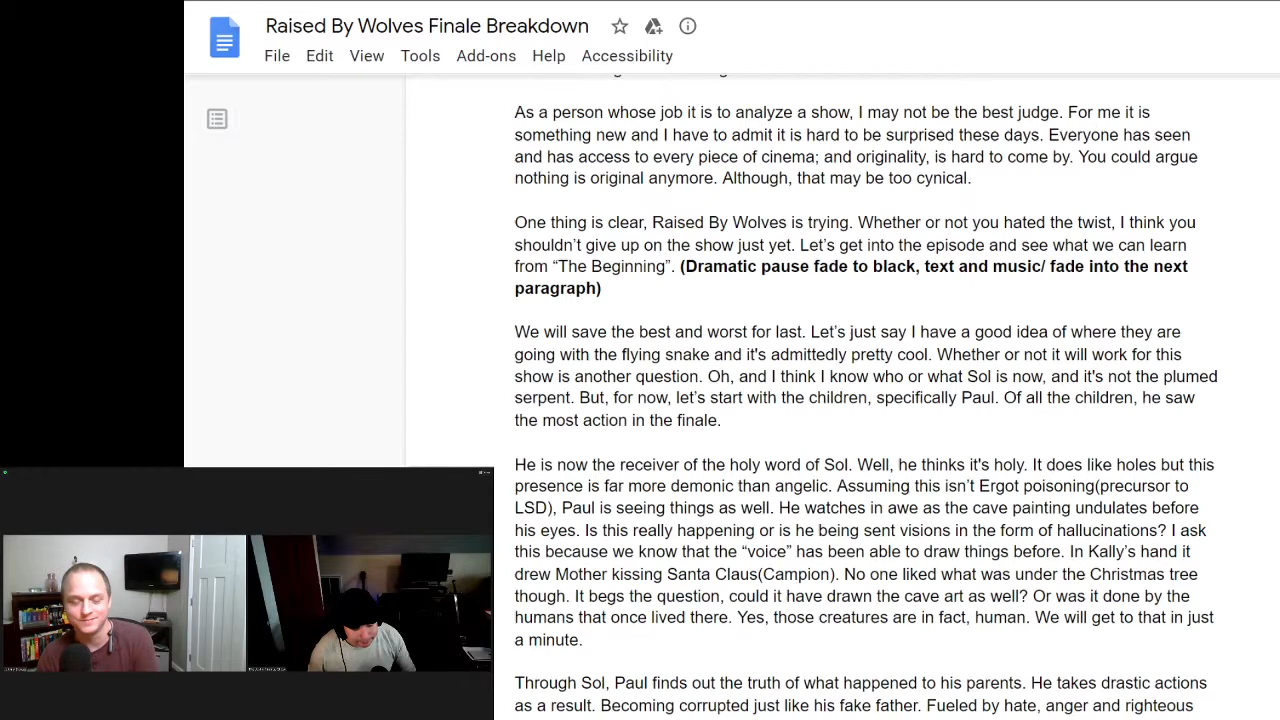 Raised By Wolves Finale Breakdown
File Edit View Tools Add-ons Help Accessibility
As a person whose job it is to analyze a show, I may not be the best judge. For me it is
something new and I have to admit it is hard to be surprised these days. Everyone has seen
and has access to every piece of cinema; and originality, is hard to come by. You could argue
nothing is original anymore. Although, that may be too cynical.
One thing is clear, Raised By Wolves is trying. Whether or not you hated the twist, I think you
shouldn’t give up on the show just yet. Let’s get into the episode and see what we can learn
from “The Beginning”. (Dramatic pause fade to black, text and music/ fade into the next
paragraph)
We will save the best and worst for last. Let’s just say I have a good idea of where they are
going with the flying snake and it's admittedly pretty cool. Whether or not it will work for this
show is another question. Oh, and I think I know who or what Sol is now, and it's not the plumed
serpent. But, for now, let’s start with the children, specifically Paul. Of all the children, he saw
the most action in the finale.
He is now the receiver of the holy word of Sol. Well, he thinks it's holy. It does like holes but this
presence is far more demonic than angelic. Assuming this isn’t Ergot poisoning(precursor to
LSD), Paul is seeing things as well. He watches in awe as the cave painting undulates before
his eyes. Is this really happening or is he being sent visions in the form of hallucinations? I ask
this because we know that the “voice” has been able to draw things before. In Kally’s hand it
drew Mother kissing Santa Claus(Campion). No one liked what was under the Christmas tree
though. It begs the question, could it have drawn the cave art as well? Or was it done by the
humans that once lived there. Yes, those creatures are in fact, human. We will get to that in just
a minute.
Through Sol, Paul finds out the truth of what happened to his parents. He takes drastic actions
as a result. Becoming corrupted just like his fake father. Fueled by hate, anger and righteous